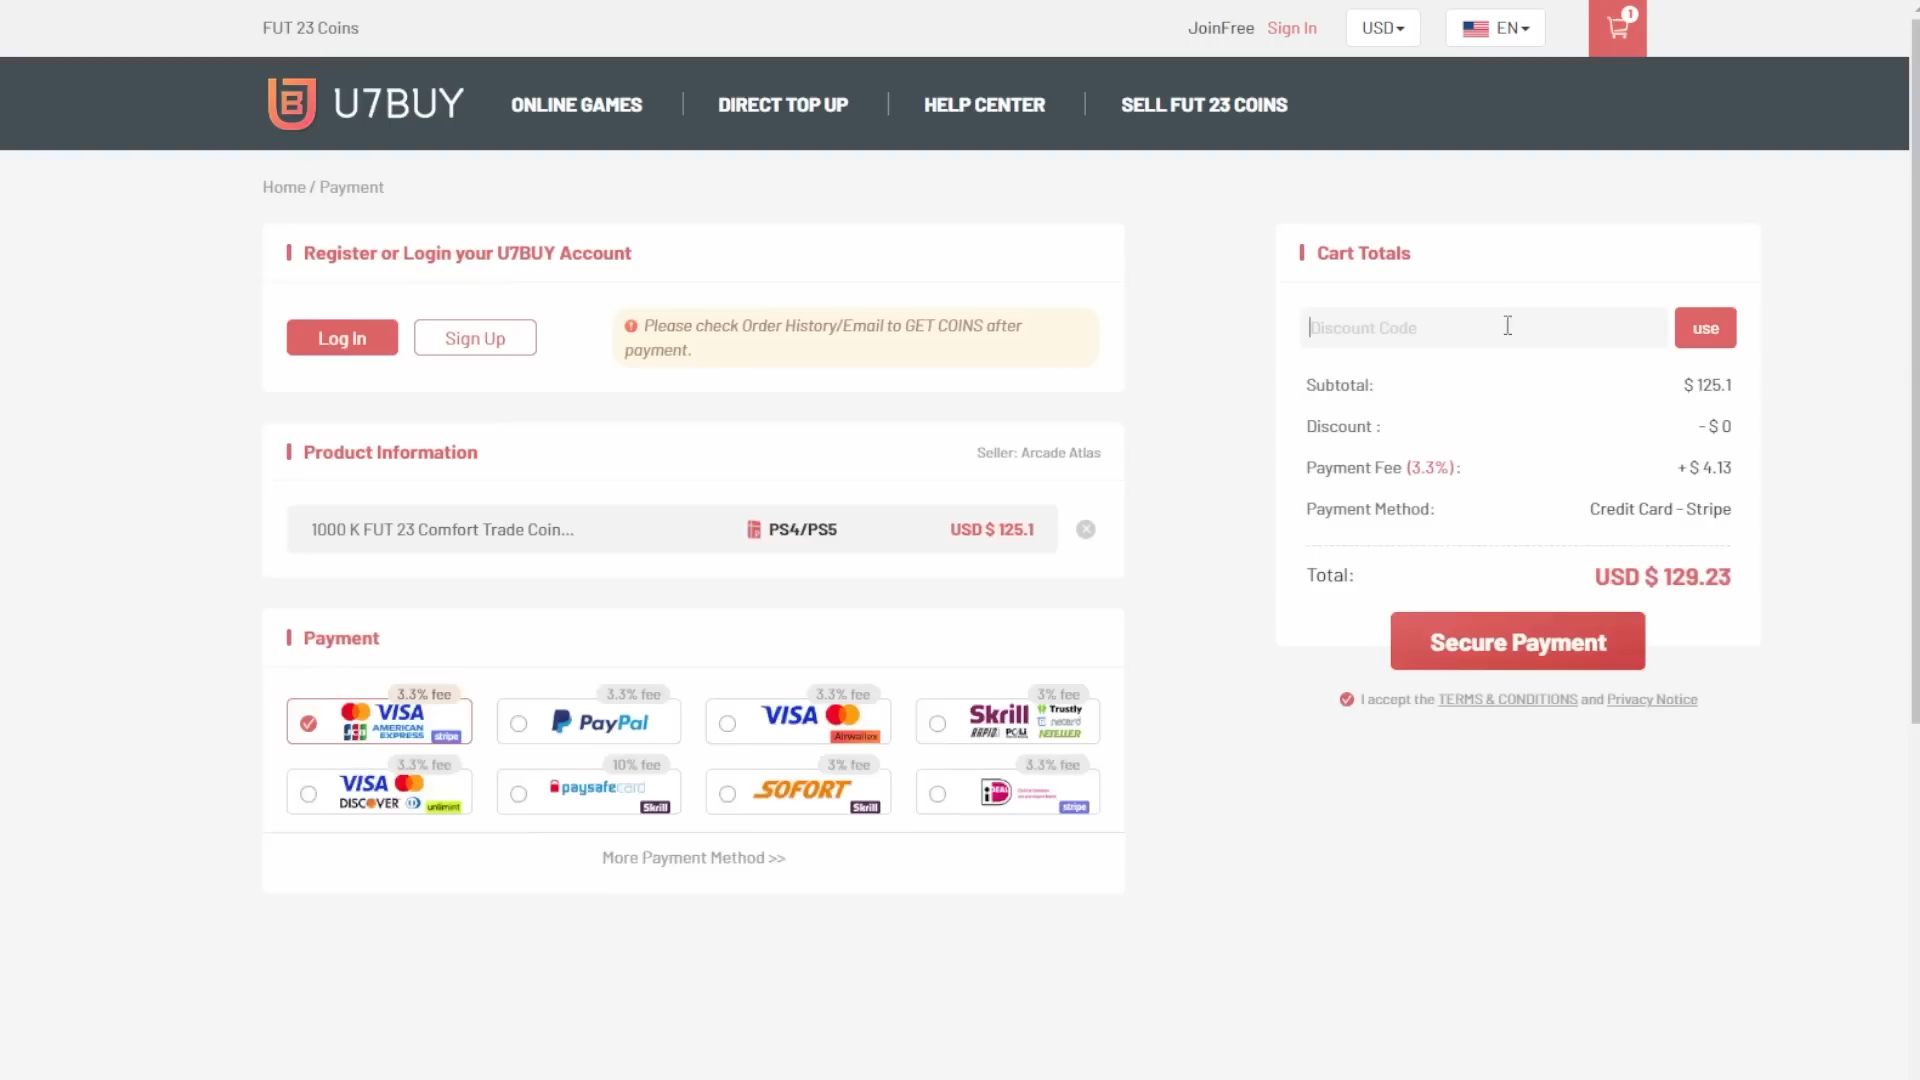 FUT 23 Coins
JoinFree Sign In
USD
EN
1
U7BUY
ONLINE GAMES
DIRECT TOP UP
HELP CENTER
SELL FUT 23 COINS
Home / Payment
Register or Login your U7BUY Account
Log In
Sign Up
Please check Order History/Email to GET COINS after
payment.
Product Information
Seller: Arcade Atlas
1000 K FUT 23 Comfort Trade Coin...
PS4/PS5
USD $ 125.1
Payment
3.3% fee
VISA
JCB AMERICAN EXPRESS stripe
3.3% fee
PayPal
3.3% fee
VISA
Airwallex
3% fee
Skrill Trustly
RAPID POLi NETELLER
3.3% fee
VISA
DISCOVER unlimint
10% fee
paysafecard
Skrill
3% fee
SOFORT
Skrill
3.3% fee
iDEAL
stripe
More Payment Method >>
Cart Totals
Discount Code
use
Subtotal: $ 125.1
Discount : - $ 0
Payment Fee (3.3%) : + $ 4.13
Payment Method: Credit Card - Stripe
Total: USD $ 129.23
Secure Payment
I accept the TERMS & CONDITIONS and Privacy Notice